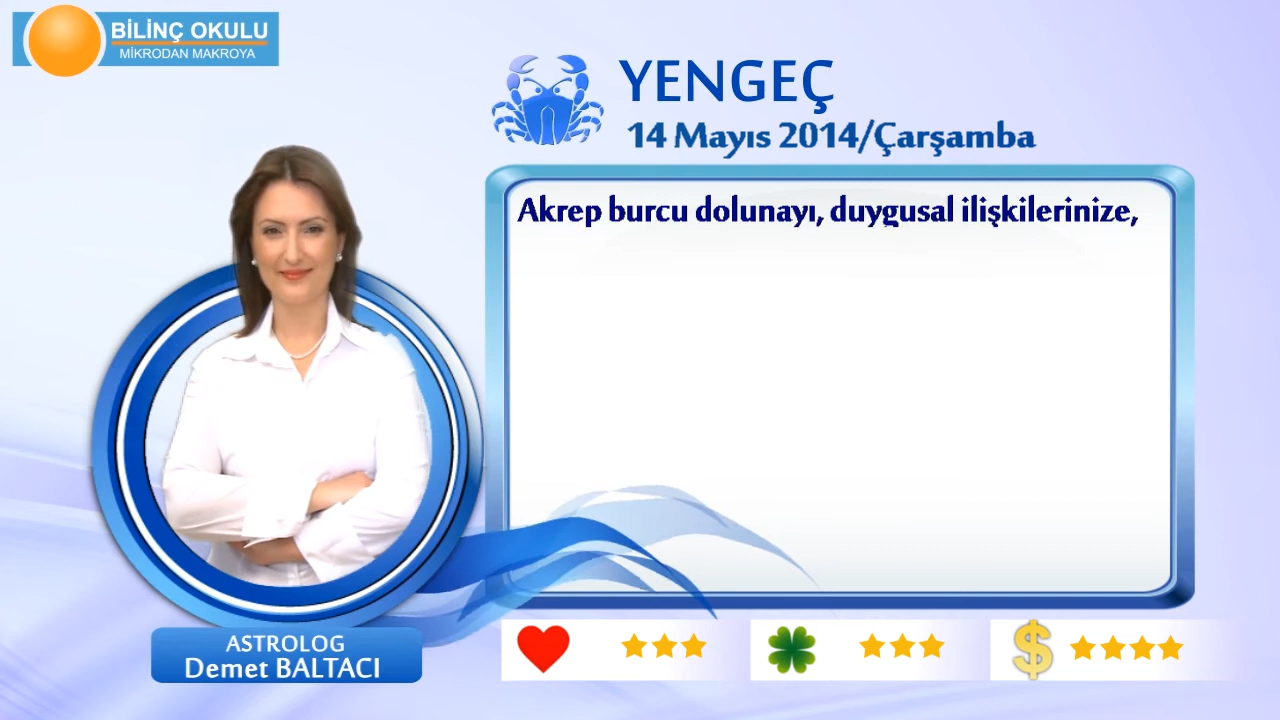 BİLİNÇ OKULU
MİKRODAN MAKROYA
YENGEÇ
14 Mayıs 2014/Çarşamba
Akrep burcu dolunayı, duygusal ilişkilerinize,
ASTROLOG
Demet BALTACI